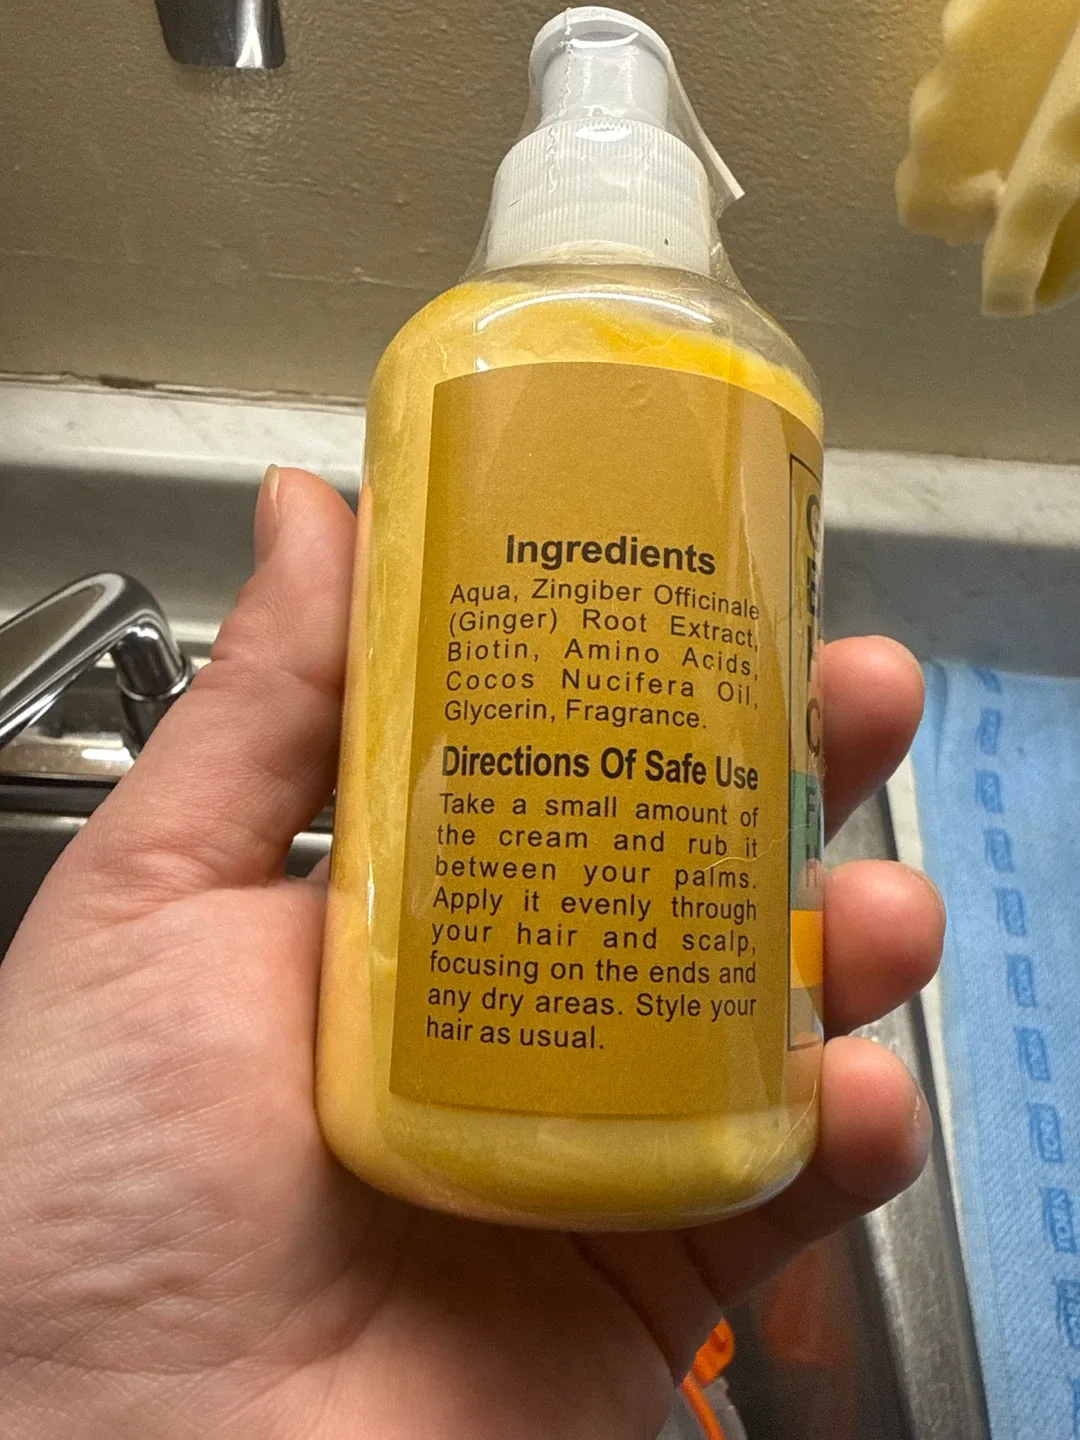 Ingredients
Aqua, Zingiber Officinale
(Ginger) Root Extract,
Biotin, Amino Acids,
Cocos Nucifera Oil,
Glycerin, Fragrance.
Directions Of Safe Use
Take a small amount of
the cream and rub it
between your palms.
Apply it evenly through
your hair and scalp,
focusing on the ends and
any dry areas. Style your
hair as usual.